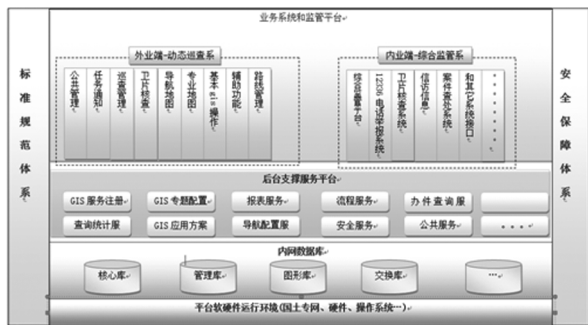 业务系统和监管平台
标准规范体系
安全保障体系
外业端-动态巡查系
公共管理
任务通知
巡查管理
卫片核查
导航地图
专业地图
基本gis操作
辅助功能
路线管理
内业端-综合监管系
综合监管平台
12336电话举报系统
卫片核查系统
信访信息
案件查处系统
和其它系统接口
后台支撑服务平台
GIS服务注册
GIS专题配置
报表服务
流程服务
办件查询服
查询统计服
GIS应用方案
导航配置服
安全服务
公共服务
....
内网数据库
核心库
管理库
图形库
交换库
...
平台软硬件运行环境(国土专网、硬件、操作系统…)